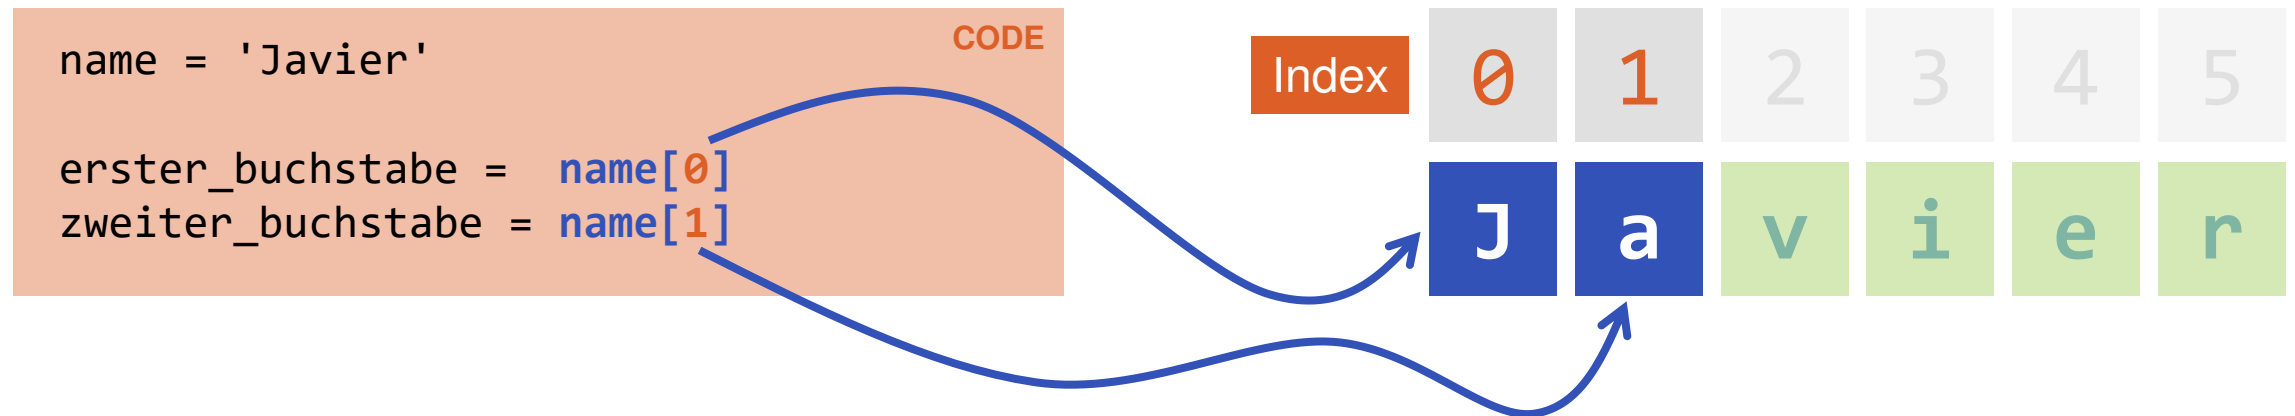 CODE
name = 'Javier'
erster_buchstabe = name[0]
zweiter_buchstabe = name[1]
Index 0 1 2 3 4 5
J a v i e r